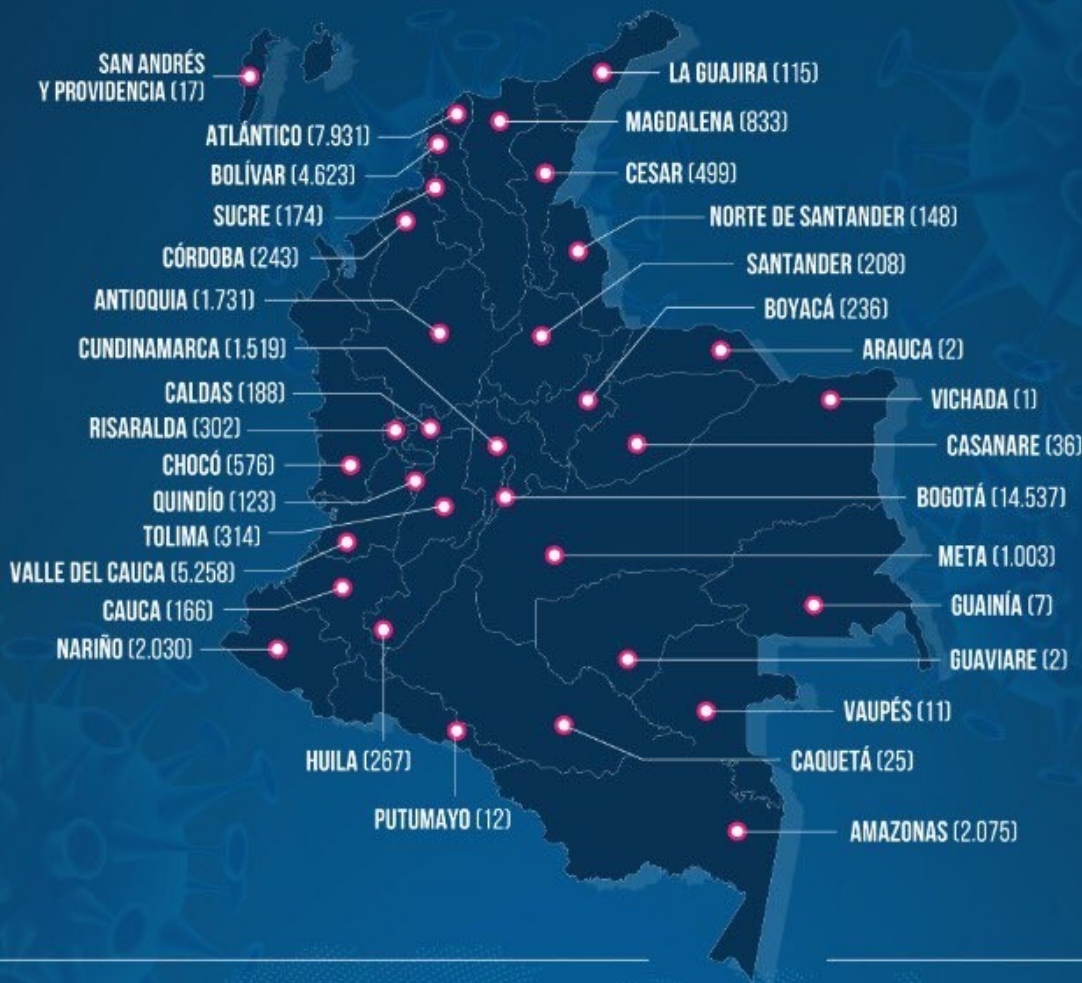 SAN ANDRÉS
Y PROVIDENCIA (17)
ATLÁNTICO (7.931)
BOLÍVAR (4.623)
SUCRE (174)
CÓRDOBA (243)
ANTIOQUIA (1.731)
CUNDINAMARCA (1.519)
CALDAS (188)
RISARALDA (302)
CHOCÓ (576)
QUINDÍO (123)
TOLIMA (314)
VALLE DEL CAUCA (5.258)
CAUCA (166)
NARIÑO (2.030)
HUILA (267)
PUTUMAYO (12)
LA GUAJIRA (115)
MAGDALENA (833)
CESAR (499)
NORTE DE SANTANDER (148)
SANTANDER (208)
BOYACÁ (236)
ARAUCA (2)
VICHADA (1)
CASANARE (36)
BOGOTÁ (14.537)
META (1.003)
GUAINÍA (7)
GUAVIARE (2)
VAUPÉS (11)
CAQUETÁ (25)
AMAZONAS (2.075)